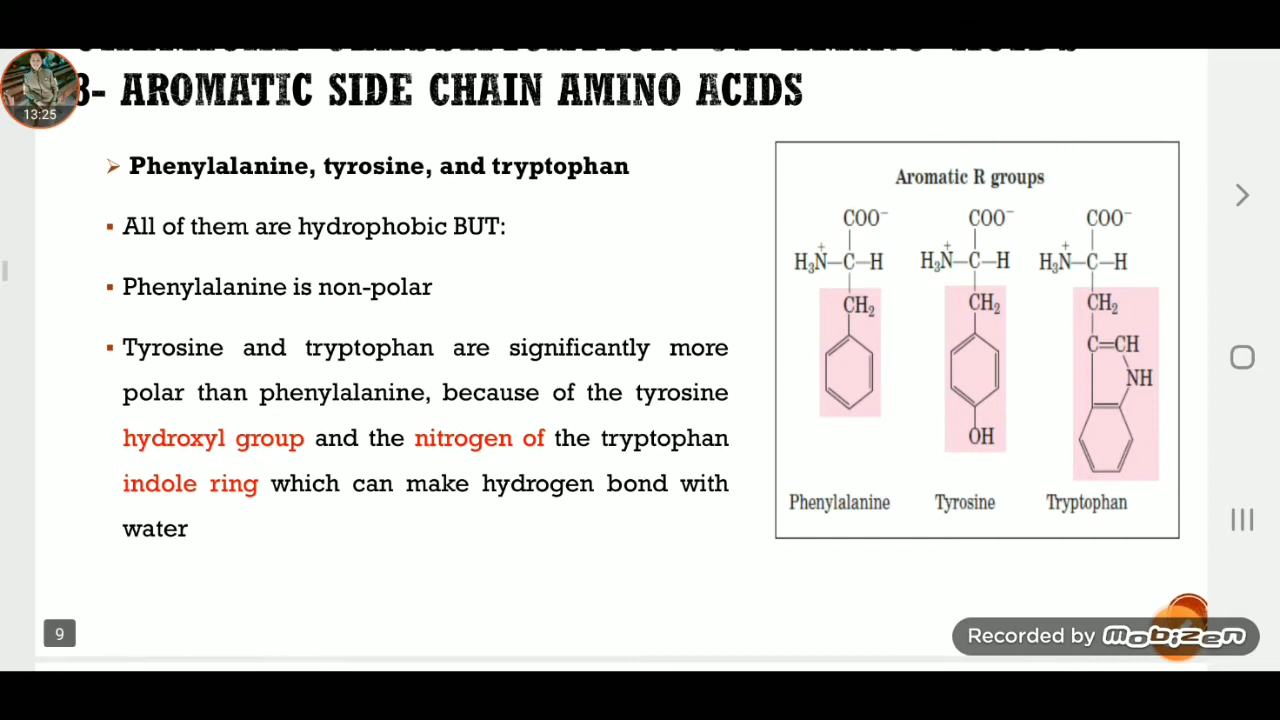 3- AROMATIC SIDE CHAIN AMINO ACIDS
13:25
Phenylalanine, tyrosine, and tryptophan
All of them are hydrophobic BUT:
Phenylalanine is non-polar
Tyrosine and tryptophan are significantly more
polar than phenylalanine, because of the tyrosine
hydroxyl group and the nitrogen of the tryptophan
indole ring which can make hydrogen bond with
water
Aromatic R groups
COO⁻ COO⁻ COO⁻
H₃N⁺–C–H H₃N⁺–C–H H₃N⁺–C–H
CH₂ CH₂ CH₂
C=CH
NH
OH
Phenylalanine Tyrosine Tryptophan
9
Recorded by mobizen